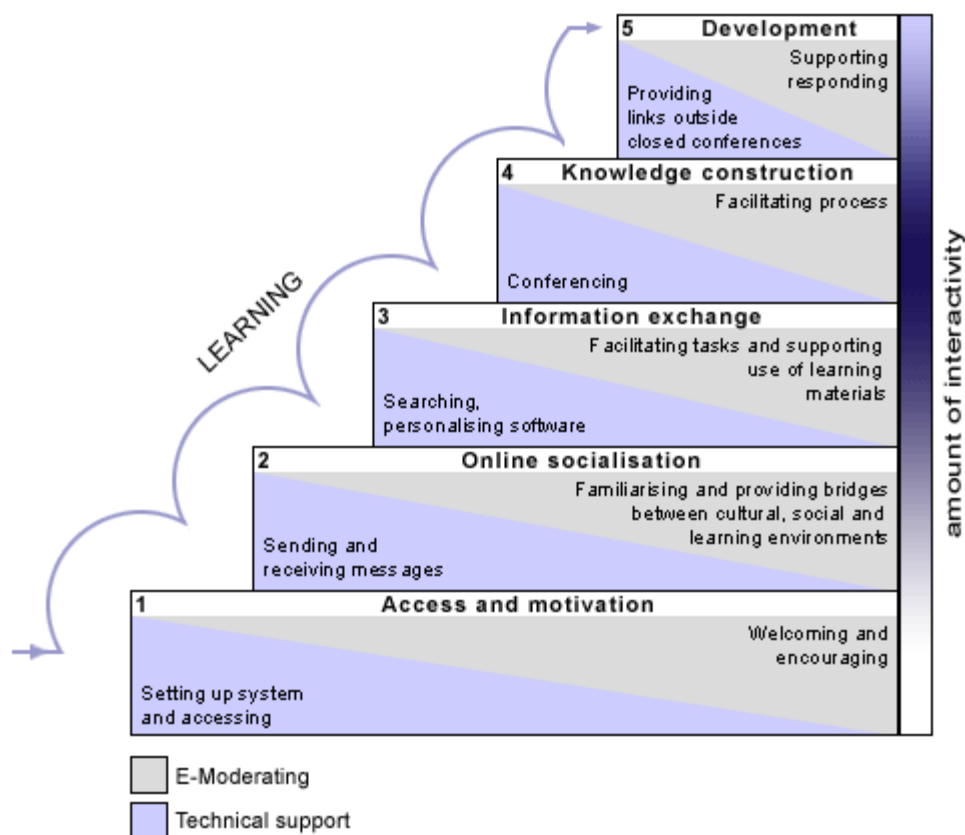 5 Development
Supporting
responding
Providing
links outside
closed conferences
4 Knowledge construction
Facilitating process
Conferencing
3 Information exchange
Facilitating tasks and supporting
use of learning
materials
Searching,
personalising software
2 Online socialisation
Familiarising and providing bridges
between cultural, social and
learning environments
Sending and
receiving messages
1 Access and motivation
Welcoming and
encouraging
Setting up system
and accessing
LEARNING
amount of interactivity
E-Moderating
Technical support